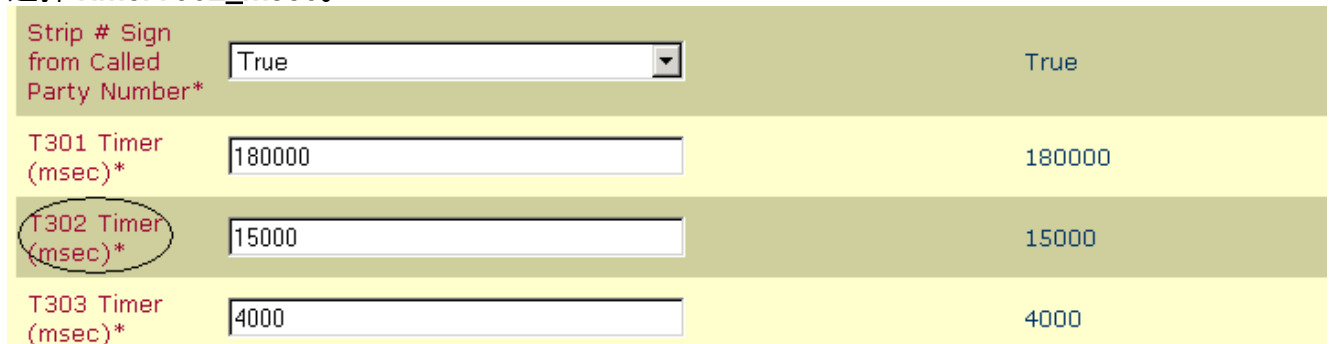 Strip # Sign
from Called
Party Number*
True
True
T301 Timer
(msec)*
180000
180000
T302 Timer
(msec)*
15000
15000
T303 Timer
(msec)*
4000
4000